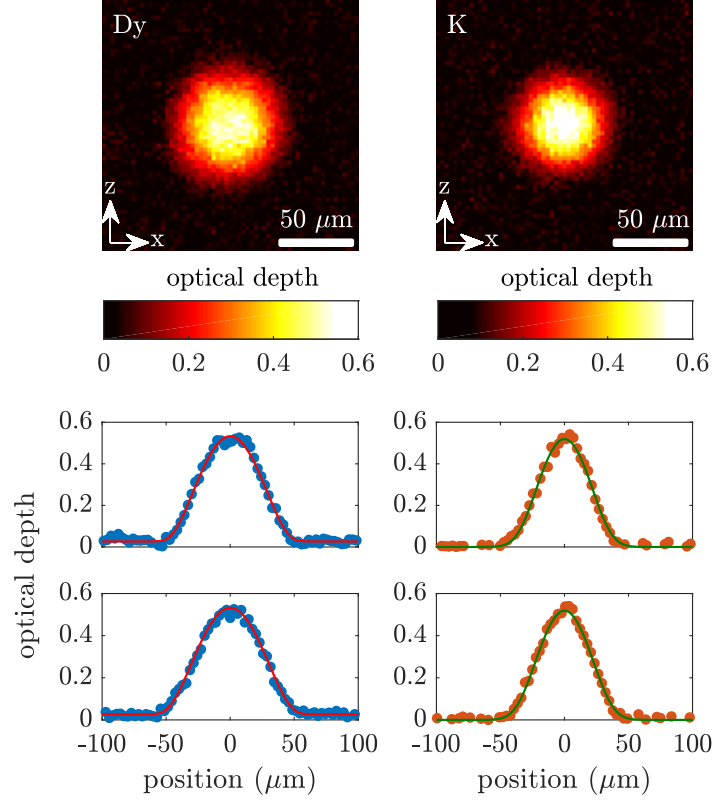 Dy K
z z
x 50 μm x 50 μm
optical depth optical depth
0 0.2 0.4 0.6 0 0.2 0.4 0.6
0.6 0.6
0.4 0.4
0.2 0.2
0 0
optical depth
0.6 0.6
0.4 0.4
0.2 0.2
0 0
-100 -50 0 50 100 -100 -50 0 50 100
position (μm) position (μm)